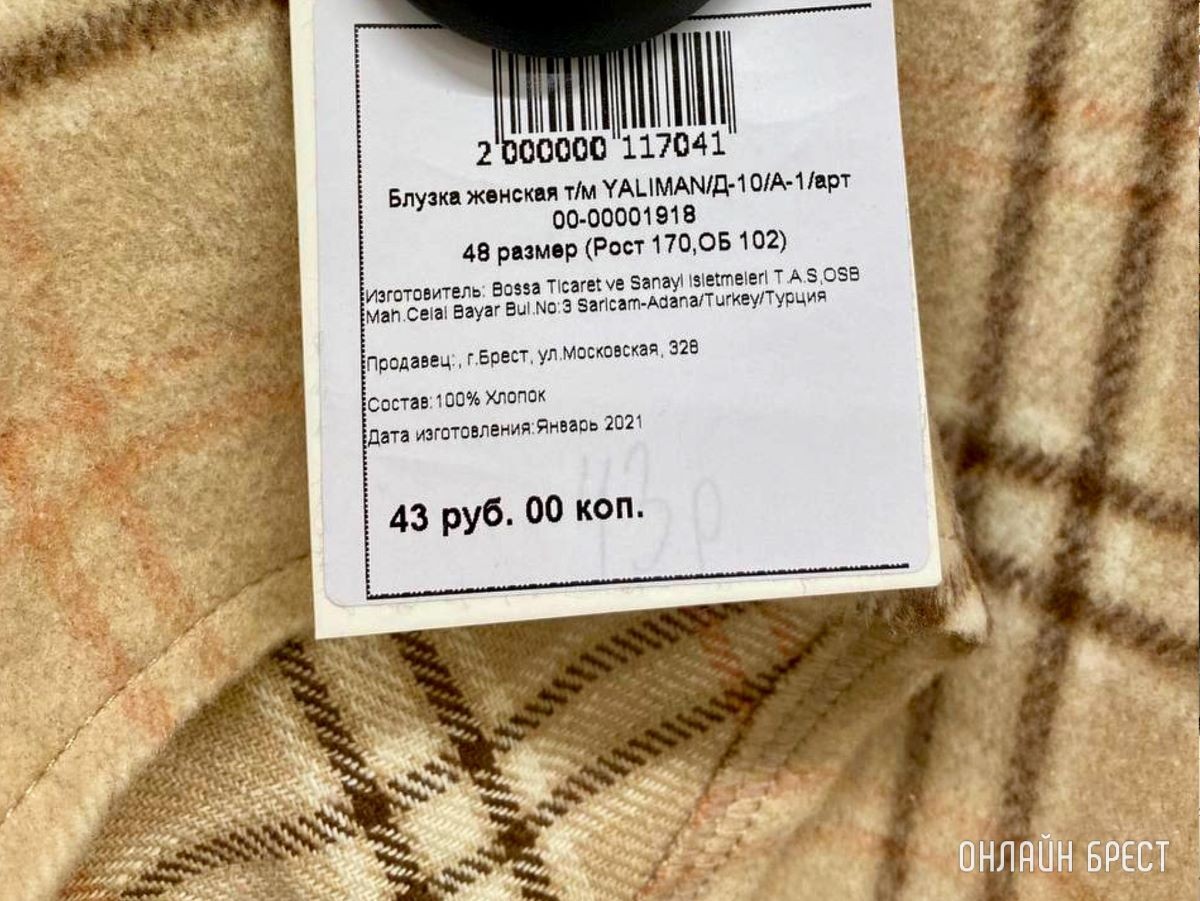 2 000000 117041
Блузка женская т/м YALIMAN/Д-10/А-1/арт
00-00001918
48 размер (Рост 170,ОБ 102)
Изготовитель: Bossa Ticaret ve Sanayi Isletmeleri T.A.S,OSB
Mah.Celal Bayar Bul.No:3 Saricam-Adana/Turkey/Турция
Продавец:, г.Брест, ул.Московская, 328
Состав:100% Хлопок
Дата изготовления:Январь 2021
43 р
43 руб. 00 коп.
ОНЛАЙН БРЕСТ